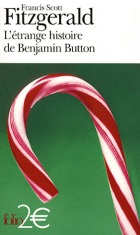 Francis Scott
Fitzgerald
L'étrange histoire
de Benjamin Button
folio 2€